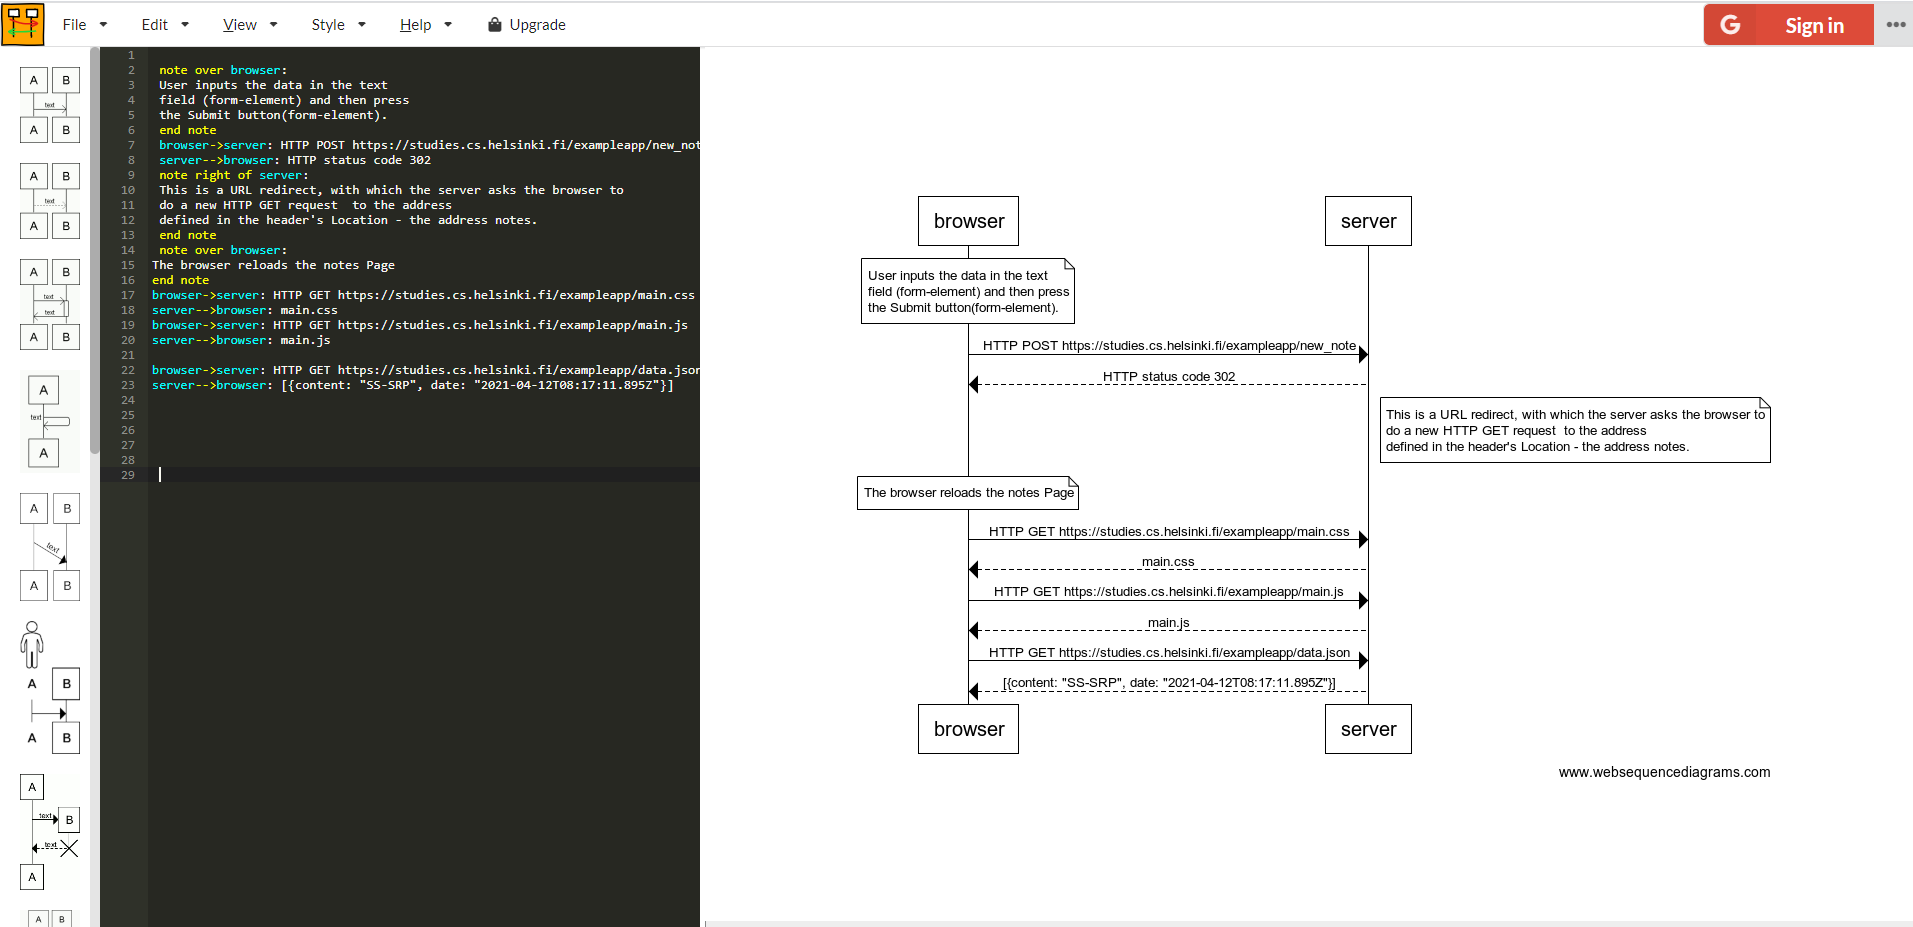 File Edit View Style Help Upgrade
G Sign in
A B
text
A B
A B
text
A B
A B
text
text
A B
A
text
A
A B
text
A B
A B
A B
A
text B
text
A
A B
1
2 note over browser:
3 User inputs the data in the text
4 field (form-element) and then press
5 the Submit button(form-element).
6 end note
7 browser->server: HTTP POST https://studies.cs.helsinki.fi/exampleapp/new_not
8 server-->browser: HTTP status code 302
9 note right of server:
10 This is a URL redirect, with which the server asks the browser to
11 do a new HTTP GET request  to the address
12 defined in the header's Location - the address notes.
13 end note
14 note over browser:
15 The browser reloads the notes Page
16 end note
17 browser->server: HTTP GET https://studies.cs.helsinki.fi/exampleapp/main.css
18 server-->browser: main.css
19 browser->server: HTTP GET https://studies.cs.helsinki.fi/exampleapp/main.js
20 server-->browser: main.js
21
22 browser->server: HTTP GET https://studies.cs.helsinki.fi/exampleapp/data.json
23 server-->browser: [{content: "SS-SRP", date: "2021-04-12T08:17:11.895Z"}]
24
25
26
27
28
29
browser server
User inputs the data in the text
field (form-element) and then press
the Submit button(form-element).
HTTP POST https://studies.cs.helsinki.fi/exampleapp/new_note
HTTP status code 302
This is a URL redirect, with which the server asks the browser to
do a new HTTP GET request  to the address
defined in the header's Location - the address notes.
The browser reloads the notes Page
HTTP GET https://studies.cs.helsinki.fi/exampleapp/main.css
main.css
HTTP GET https://studies.cs.helsinki.fi/exampleapp/main.js
main.js
HTTP GET https://studies.cs.helsinki.fi/exampleapp/data.json
[{content: "SS-SRP", date: "2021-04-12T08:17:11.895Z"}]
browser server
www.websequencediagrams.com